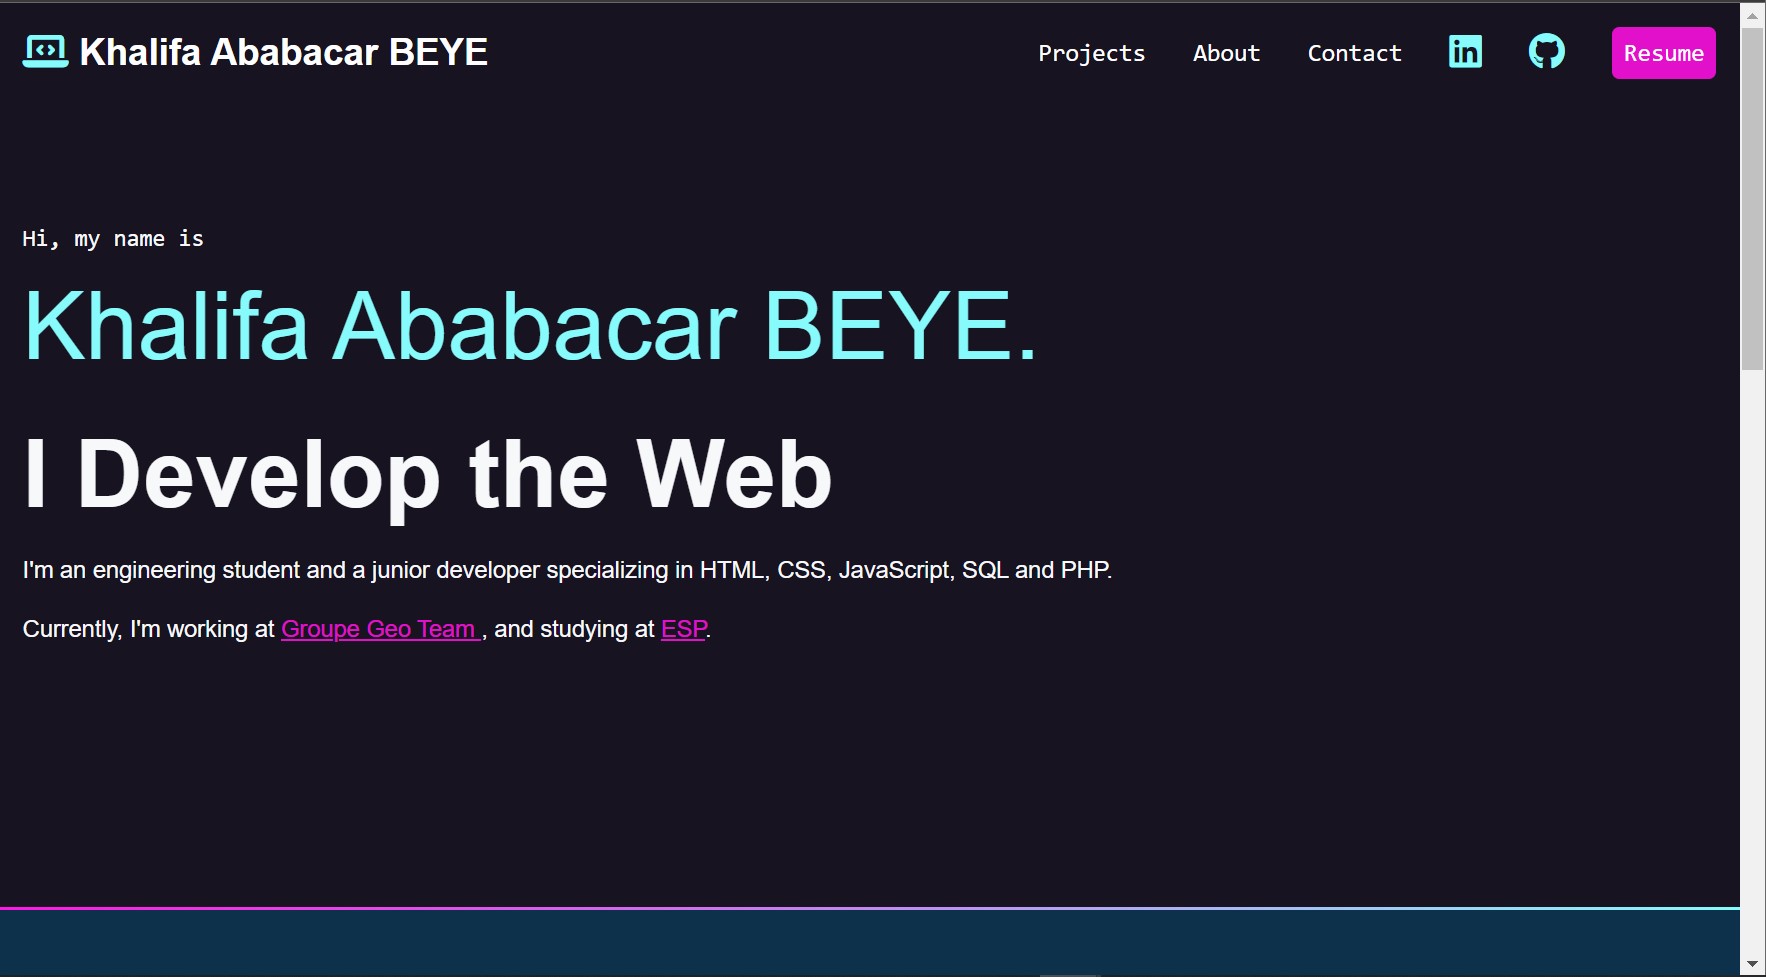 Khalifa Ababacar BEYE
Projects About Contact in Resume
Hi, my name is
Khalifa Ababacar BEYE.
I Develop the Web
I'm an engineering student and a junior developer specializing in HTML, CSS, JavaScript, SQL and PHP.
Currently, I'm working at Groupe Geo Team , and studying at ESP.